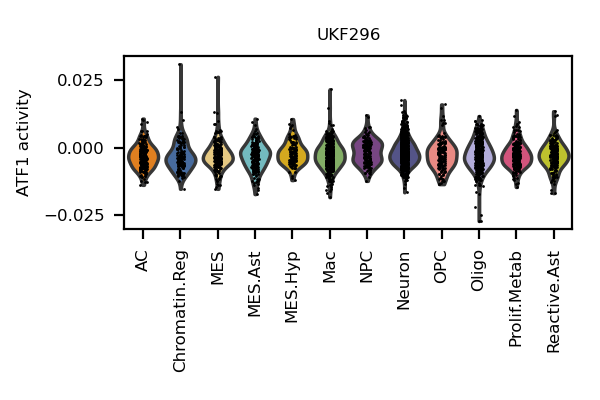 UKF296
ATF1 activity
0.025
0.000
−0.025
AC
Chromatin.Reg
MES
MES.Ast
MES.Hyp
Mac
NPC
Neuron
OPC
Oligo
Prolif.Metab
Reactive.Ast